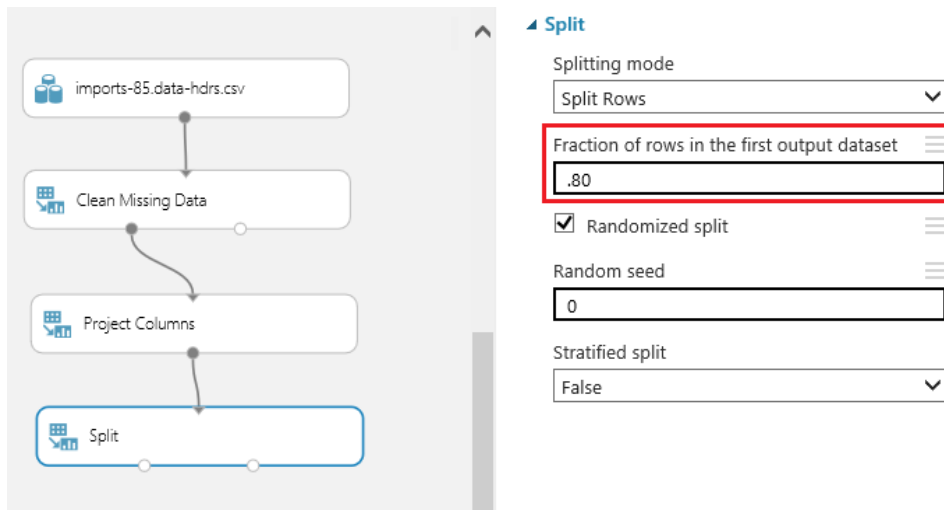 imports-85.data-hdrs.csv
Clean Missing Data
Project Columns
Split
Split
Splitting mode
Split Rows
Fraction of rows in the first output dataset
.80
Randomized split
Random seed
0
Stratified split
False